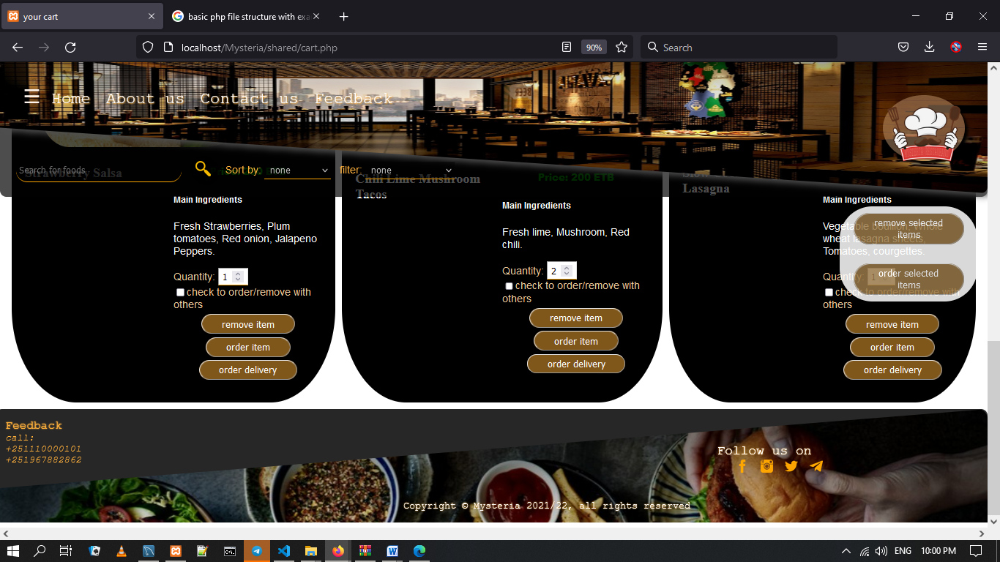 your cart
basic php file structure with exa
localhost/Mysteria/shared/cart.php
90%
Search
Home About us Contact us Feedback
Search for foods
Sort by: none
filter: none
Strawberry Salsa
Chili Lime Mushroom
Tacos
Price: 200 ETB
Lasagna
Main Ingredients
Fresh Strawberries, Plum
tomatoes, Red onion, Jalapeno
Peppers.
Quantity: 1
check to order/remove with
others
remove item
order item
order delivery
Main Ingredients
Fresh lime, Mushroom, Red
chili.
Quantity: 2
check to order/remove with
others
remove item
order item
order delivery
Main Ingredients
Vegetable bouillon, Whole
wheat lasagna sheets,
Tomatoes, courgettes.
Quantity: 1
check to order/remove with
others
remove item
order item
order delivery
remove selected
items
order selected
items
Feedback
call:
+251110000101
+251967882862
Follow us on
Copyright © Mysteria 2021/22, all rights reserved
ENG 10:00 PM